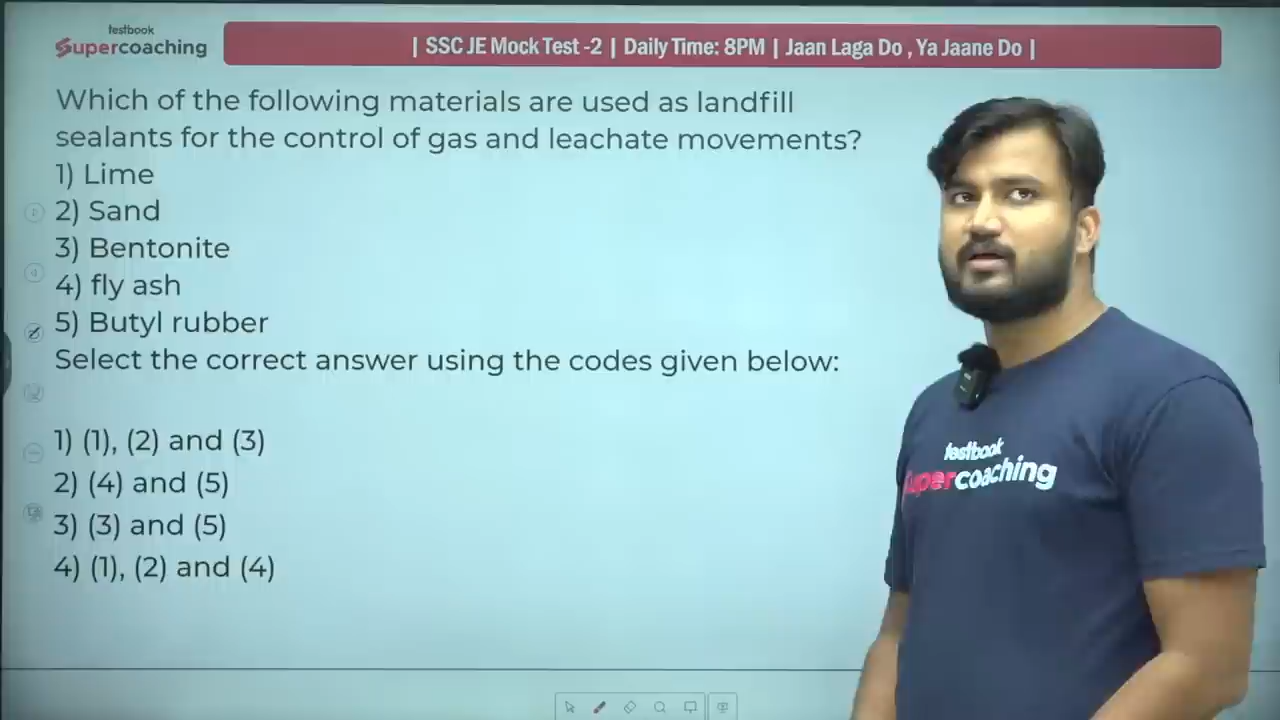 testbook
Supercoaching
| SSC JE Mock Test -2 | Daily Time: 8PM | Jaan Laga Do , Ya Jaane Do |
Which of the following materials are used as landfill
sealants for the control of gas and leachate movements?
1) Lime
2) Sand
3) Bentonite
4) fly ash
5) Butyl rubber
Select the correct answer using the codes given below:
1) (1), (2) and (3)
2) (4) and (5)
3) (3) and (5)
4) (1), (2) and (4)
testbook
Supercoaching